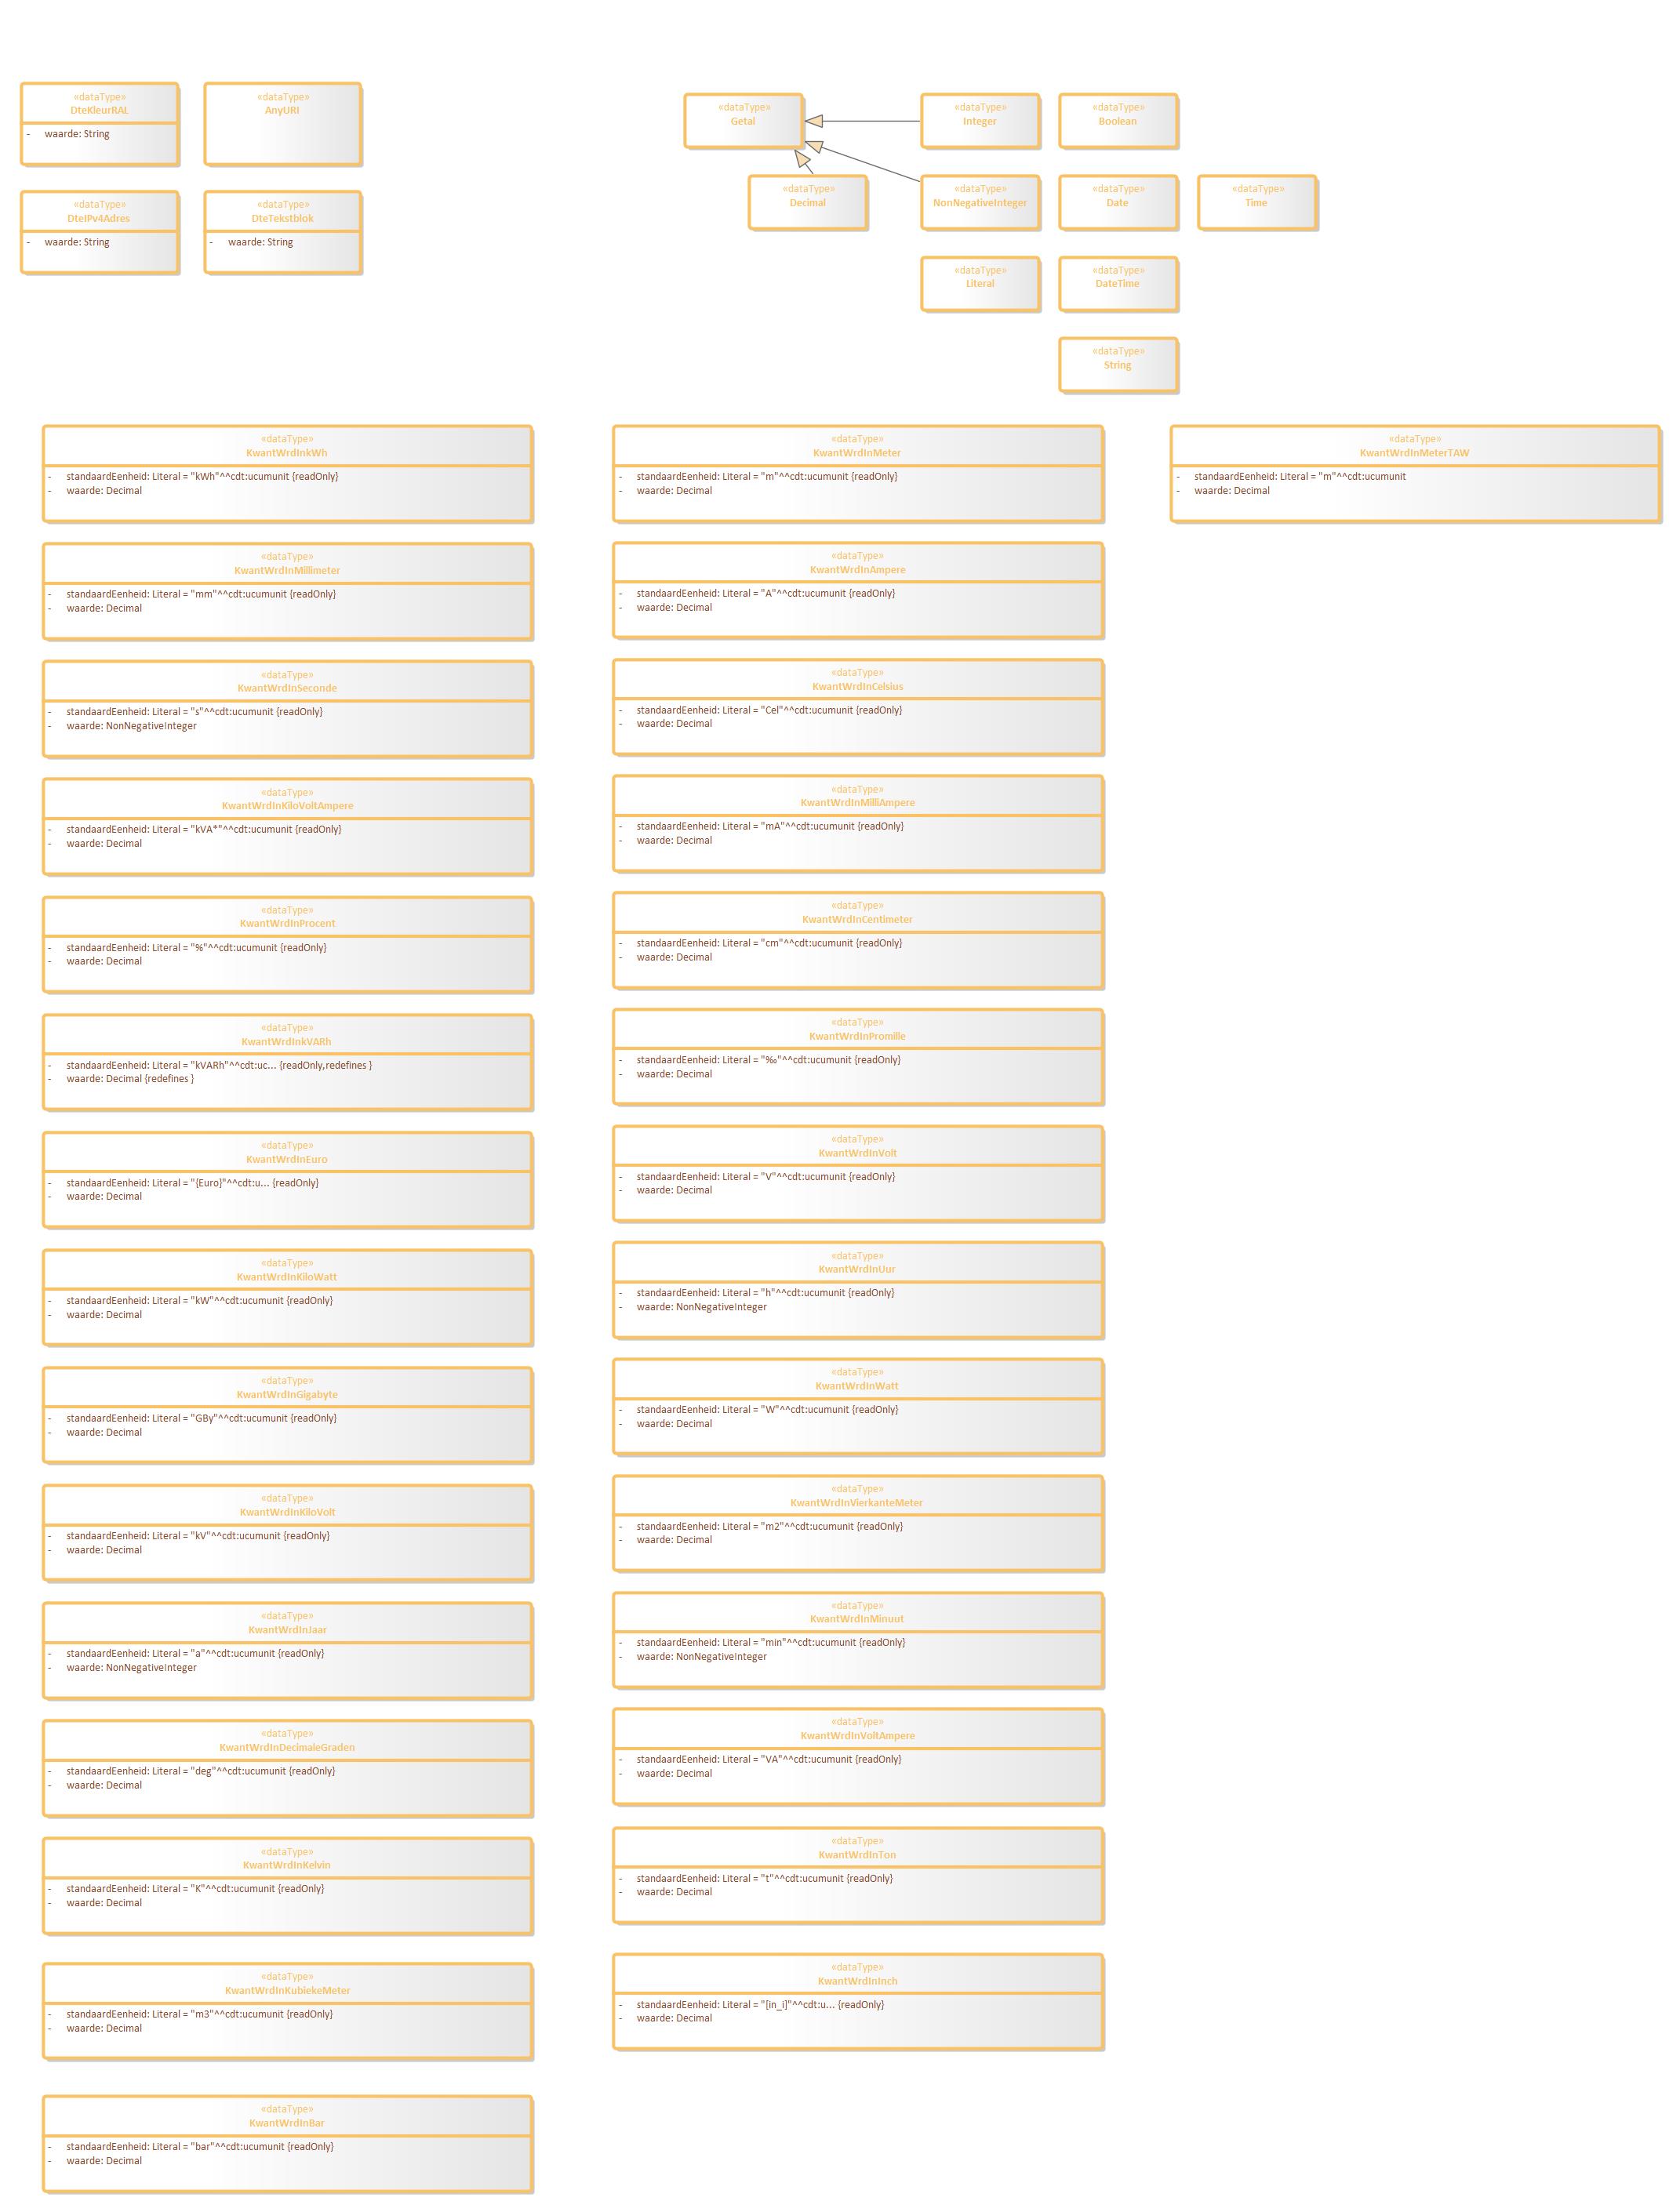 «dataType»
DteKleurRAL
- waarde: String
«dataType»
AnyURI
«dataType»
DteIPv4Adres
- waarde: String
«dataType»
DteTekstblok
- waarde: String
«dataType»
Getal
«dataType»
Integer
«dataType»
Boolean
«dataType»
Decimal
«dataType»
NonNegativeInteger
«dataType»
Date
«dataType»
Time
«dataType»
Literal
«dataType»
DateTime
«dataType»
String
«dataType»
KwantWrdInkWh
- standaardEenheid: Literal = "kWh"^^cdt:ucumunit {readOnly}
- waarde: Decimal
«dataType»
KwantWrdInMeter
- standaardEenheid: Literal = "m"^^cdt:ucumunit {readOnly}
- waarde: Decimal
«dataType»
KwantWrdInMeterTAW
- standaardEenheid: Literal = "m"^^cdt:ucumunit
- waarde: Decimal
«dataType»
KwantWrdInMillimeter
- standaardEenheid: Literal = "mm"^^cdt:ucumunit {readOnly}
- waarde: Decimal
«dataType»
KwantWrdInAmpere
- standaardEenheid: Literal = "A"^^cdt:ucumunit {readOnly}
- waarde: Decimal
«dataType»
KwantWrdInSeconde
- standaardEenheid: Literal = "s"^^cdt:ucumunit {readOnly}
- waarde: NonNegativeInteger
«dataType»
KwantWrdInCelsius
- standaardEenheid: Literal = "Cel"^^cdt:ucumunit {readOnly}
- waarde: Decimal
«dataType»
KwantWrdInKiloVoltAmpere
- standaardEenheid: Literal = "kVA*"^^cdt:ucumunit {readOnly}
- waarde: Decimal
«dataType»
KwantWrdInMilliAmpere
- standaardEenheid: Literal = "mA"^^cdt:ucumunit {readOnly}
- waarde: Decimal
«dataType»
KwantWrdInProcent
- standaardEenheid: Literal = "%"^^cdt:ucumunit {readOnly}
- waarde: Decimal
«dataType»
KwantWrdInCentimeter
- standaardEenheid: Literal = "cm"^^cdt:ucumunit {readOnly}
- waarde: Decimal
«dataType»
KwantWrdInkVARh
- standaardEenheid: Literal = "kVARh"^^cdt:uc... {readOnly,redefines }
- waarde: Decimal {redefines }
«dataType»
KwantWrdInPromille
- standaardEenheid: Literal = "‰"^^cdt:ucumunit {readOnly}
- waarde: Decimal
«dataType»
KwantWrdInEuro
- standaardEenheid: Literal = "{Euro}"^^cdt:u... {readOnly}
- waarde: Decimal
«dataType»
KwantWrdInVolt
- standaardEenheid: Literal = "V"^^cdt:ucumunit {readOnly}
- waarde: Decimal
«dataType»
KwantWrdInKiloWatt
- standaardEenheid: Literal = "kW"^^cdt:ucumunit {readOnly}
- waarde: Decimal
«dataType»
KwantWrdInUur
- standaardEenheid: Literal = "h"^^cdt:ucumunit {readOnly}
- waarde: NonNegativeInteger
«dataType»
KwantWrdInGigabyte
- standaardEenheid: Literal = "GBy"^^cdt:ucumunit {readOnly}
- waarde: Decimal
«dataType»
KwantWrdInWatt
- standaardEenheid: Literal = "W"^^cdt:ucumunit {readOnly}
- waarde: Decimal
«dataType»
KwantWrdInKiloVolt
- standaardEenheid: Literal = "kV"^^cdt:ucumunit {readOnly}
- waarde: Decimal
«dataType»
KwantWrdInVierkanteMeter
- standaardEenheid: Literal = "m2"^^cdt:ucumunit {readOnly}
- waarde: Decimal
«dataType»
KwantWrdInJaar
- standaardEenheid: Literal = "a"^^cdt:ucumunit {readOnly}
- waarde: NonNegativeInteger
«dataType»
KwantWrdInMinuut
- standaardEenheid: Literal = "min"^^cdt:ucumunit {readOnly}
- waarde: NonNegativeInteger
«dataType»
KwantWrdInDecimaleGraden
- standaardEenheid: Literal = "deg"^^cdt:ucumunit {readOnly}
- waarde: Decimal
«dataType»
KwantWrdInVoltAmpere
- standaardEenheid: Literal = "VA"^^cdt:ucumunit {readOnly}
- waarde: Decimal
«dataType»
KwantWrdInKelvin
- standaardEenheid: Literal = "K"^^cdt:ucumunit {readOnly}
- waarde: Decimal
«dataType»
KwantWrdInTon
- standaardEenheid: Literal = "t"^^cdt:ucumunit {readOnly}
- waarde: Decimal
«dataType»
KwantWrdInKubiekeMeter
- standaardEenheid: Literal = "m3"^^cdt:ucumunit {readOnly}
- waarde: Decimal
«dataType»
KwantWrdInInch
- standaardEenheid: Literal = "[in_i]"^^cdt:u... {readOnly}
- waarde: Decimal
«dataType»
KwantWrdInBar
- standaardEenheid: Literal = "bar"^^cdt:ucumunit {readOnly}
- waarde: Decimal